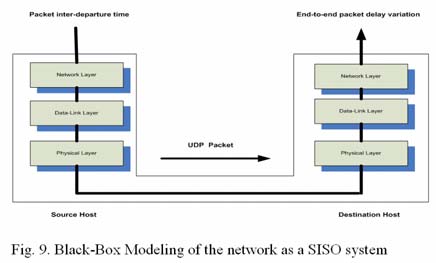 Packet inter-departure time
End-to-end packet delay variation
Network Layer
Data-Link Layer
Physical Layer
UDP Packet
Network Layer
Data-Link Layer
Physical Layer
Source Host
Destination Host
Fig. 9. Black-Box Modeling of the network as a SISO system